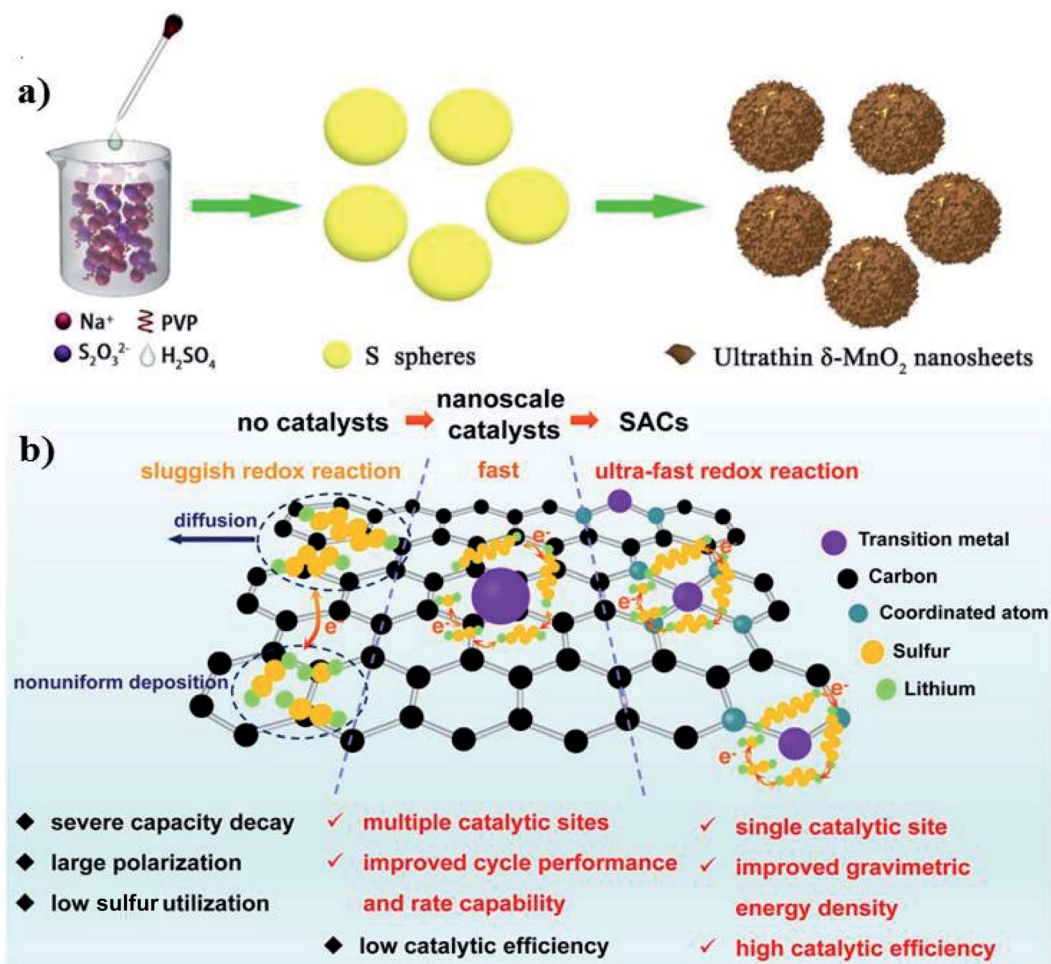 a)
Na⁺ PVP
S₂O₃²⁻ H₂SO₄
S spheres
Ultrathin δ-MnO₂ nanosheets
b)
no catalysts nanoscale catalysts SACs
sluggish redox reaction fast ultra-fast redox reaction
diffusion
e⁻
e⁻
e⁻
e⁻
e⁻
nonuniform deposition
e⁻
e⁻
Transition metal
Carbon
Coordinated atom
Sulfur
Lithium
◆ severe capacity decay
◆ large polarization
◆ low sulfur utilization
✓ multiple catalytic sites
✓ improved cycle performance
and rate capability
◆ low catalytic efficiency
✓ single catalytic site
✓ improved gravimetric
energy density
✓ high catalytic efficiency